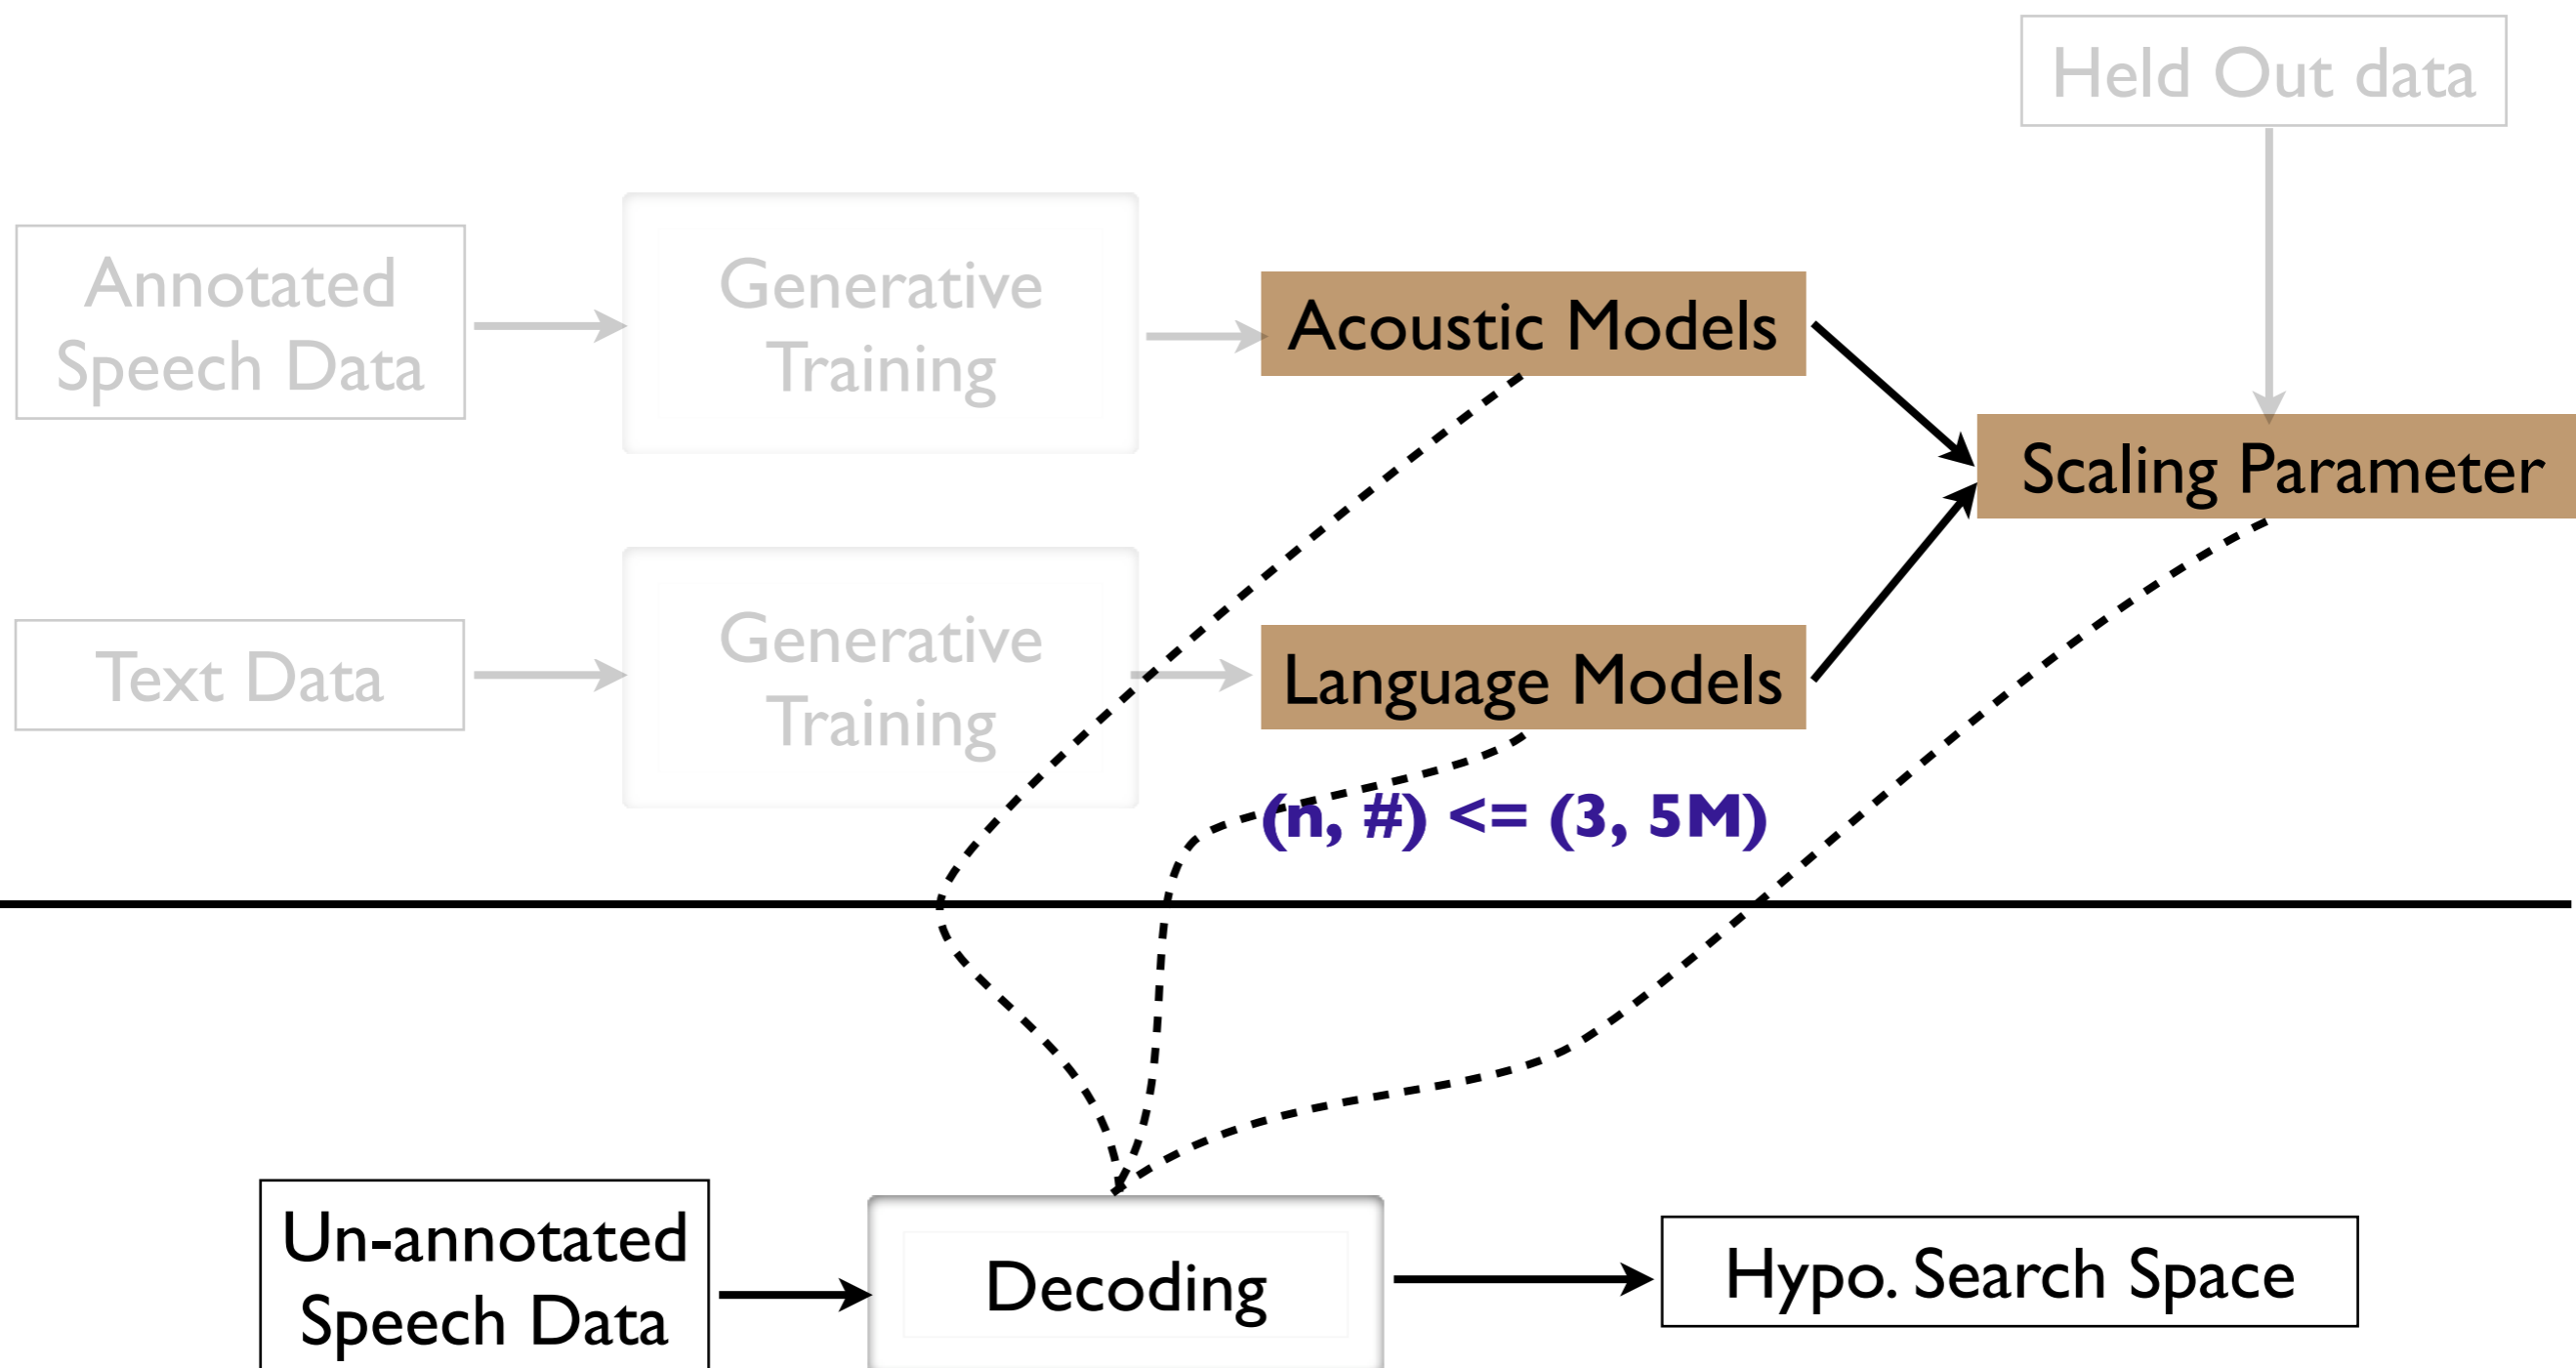 Held Out data
Annotated
Speech Data
Generative
Training
Acoustic Models
Scaling Parameter
Text Data
Generative
Training
Language Models
(n, #) <= (3, 5M)
Un-annotated
Speech Data
Decoding
Hypo. Search Space